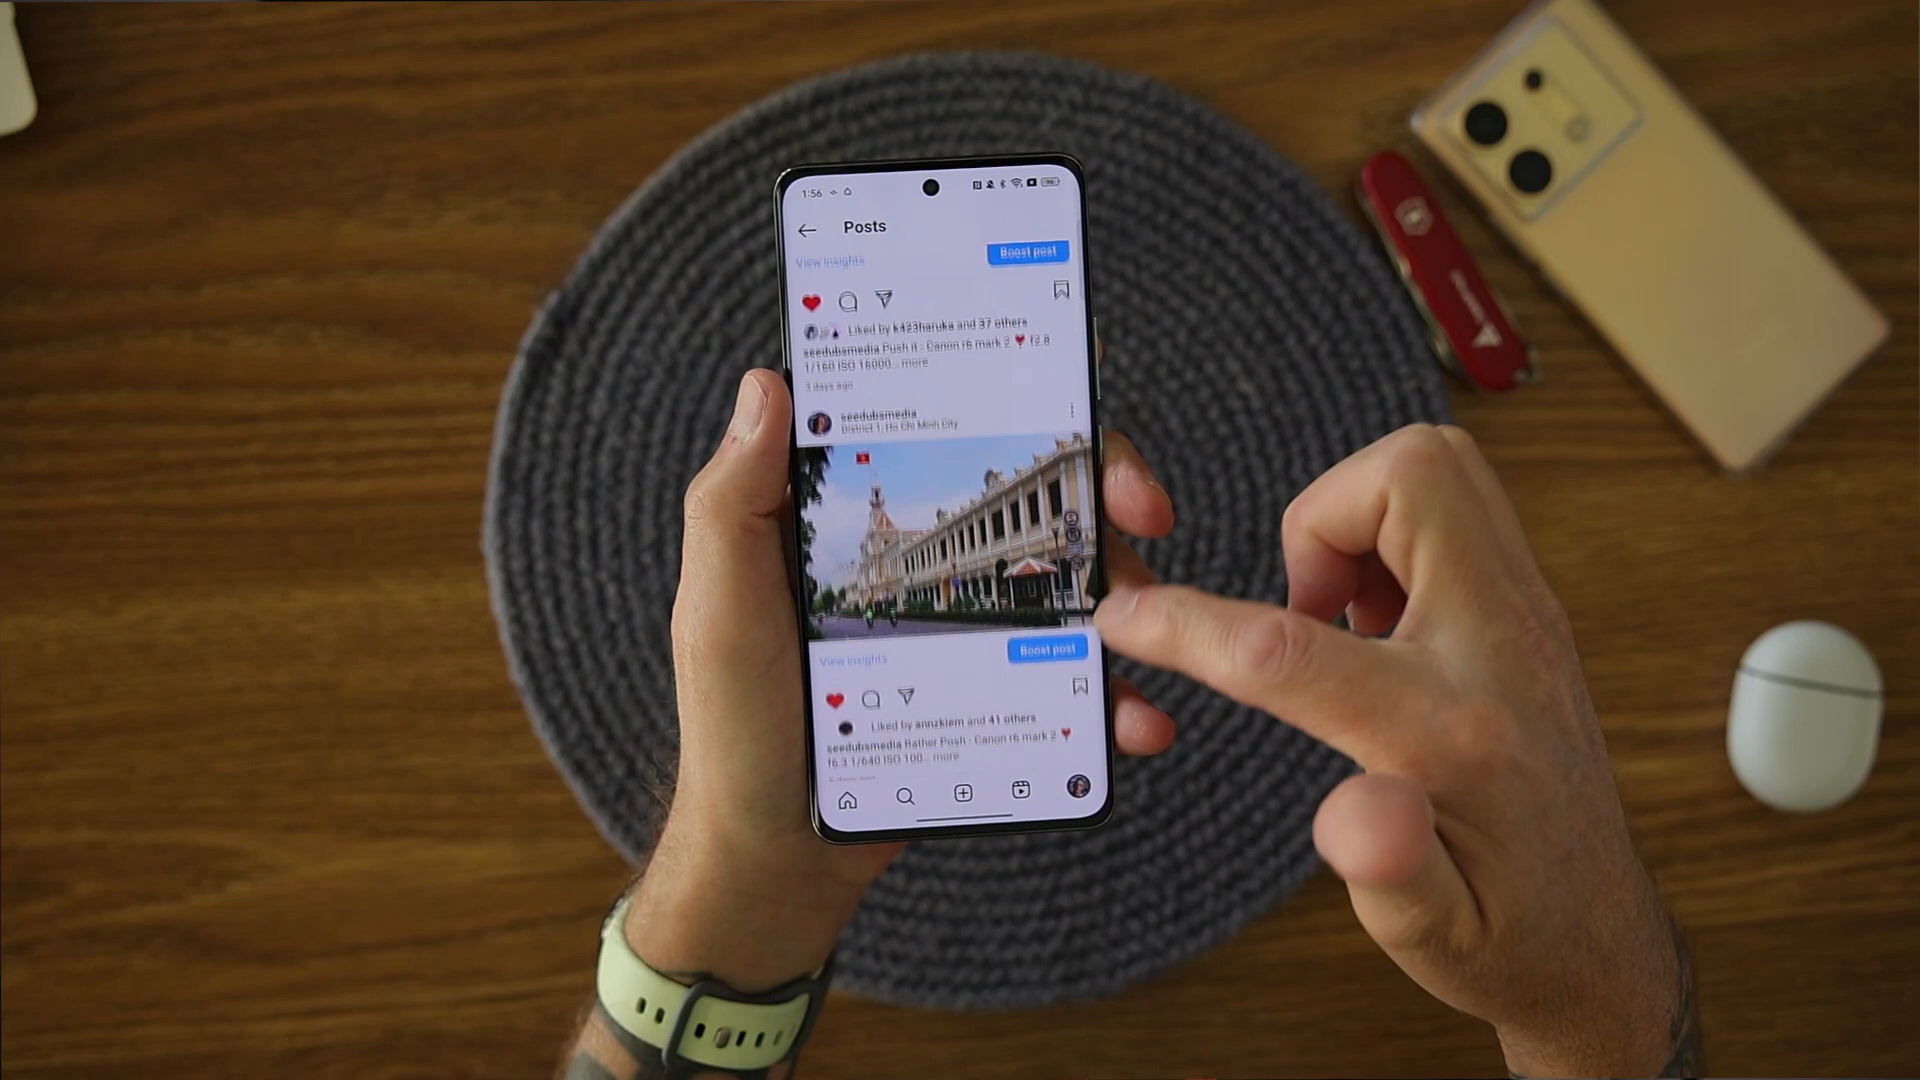 1:56
Posts
View insights
Boost post
Liked by k423haruka and 37 others
seedubsmedia Push it - Canon r6 mark 2 ❤ f2.8
1/160 ISO 16000... more
3 days ago
seedubsmedia
District 1, Ho Chi Minh City
View insights
Boost post
Liked by annzkiem and 41 others
seedubsmedia Rather Posh - Canon r6 mark 2 ❤
f6.3 1/640 ISO 100... more